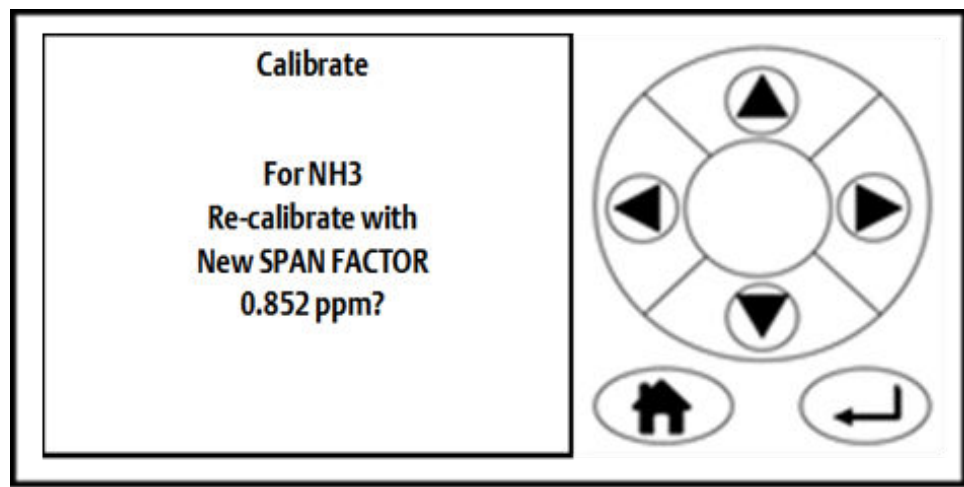 Calibrate
For NH3
Re-calibrate with
New SPAN FACTOR
0.852 ppm?